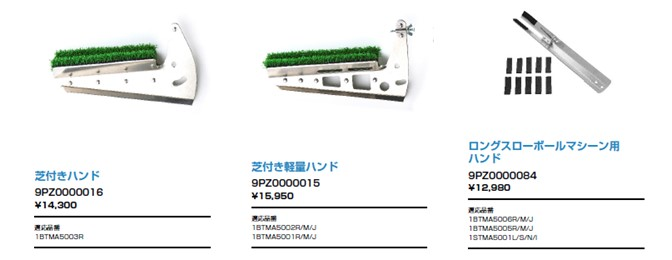 芝付きハンド
9PZ0000016
¥14,300
適応品番
1BTMA5003R
芝付き軽量ハンド
9PZ0000015
¥15,950
適応品番
1BTMA5002R/M/J
1BTMA5001R/M/J
ロングスローボールマシーン用
ハンド
9PZ0000084
¥12,980
適応品番
1BTMA5006R/M/J
1BTMA5005R/M/J
1STMA5001L/S/N/I